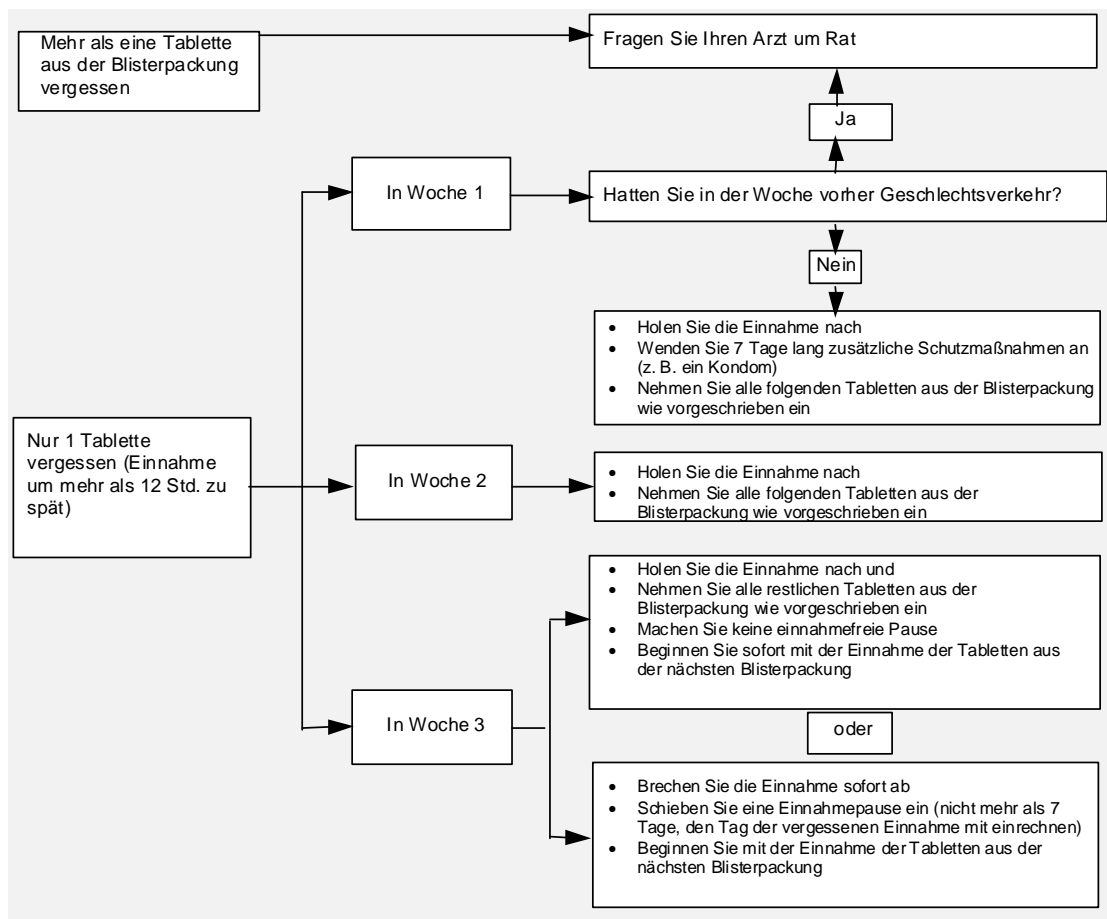 Mehr als eine Tablette
aus der Blisterpackung
vergessen
Fragen Sie Ihren Arzt um Rat
Ja
In Woche 1
Hatten Sie in der Woche vorher Geschlechtsverkehr?
Nein
• Holen Sie die Einnahme nach
• Wenden Sie 7 Tage lang zusätzliche Schutzmaßnahmen an
(z. B. ein Kondom)
• Nehmen Sie alle folgenden Tabletten aus der Blisterpackung
wie vorgeschrieben ein
Nur 1 Tablette
vergessen (Einnahme
um mehr als 12 Std. zu
spät)
In Woche 2
• Holen Sie die Einnahme nach
• Nehmen Sie alle folgenden Tabletten aus der
Blisterpackung wie vorgeschrieben ein
• Holen Sie die Einnahme nach und
• Nehmen Sie alle restlichen Tabletten aus der
Blisterpackung wie vorgeschrieben ein
• Machen Sie keine einnahmefreie Pause
• Beginnen Sie sofort mit der Einnahme der Tabletten aus
der nächsten Blisterpackung
In Woche 3
oder
• Brechen Sie die Einnahme sofort ab
• Schieben Sie eine Einnahmepause ein (nicht mehr als 7
Tage, den Tag der vergessenen Einnahme mit einrechnen)
• Beginnen Sie mit der Einnahme der Tabletten aus der
nächsten Blisterpackung